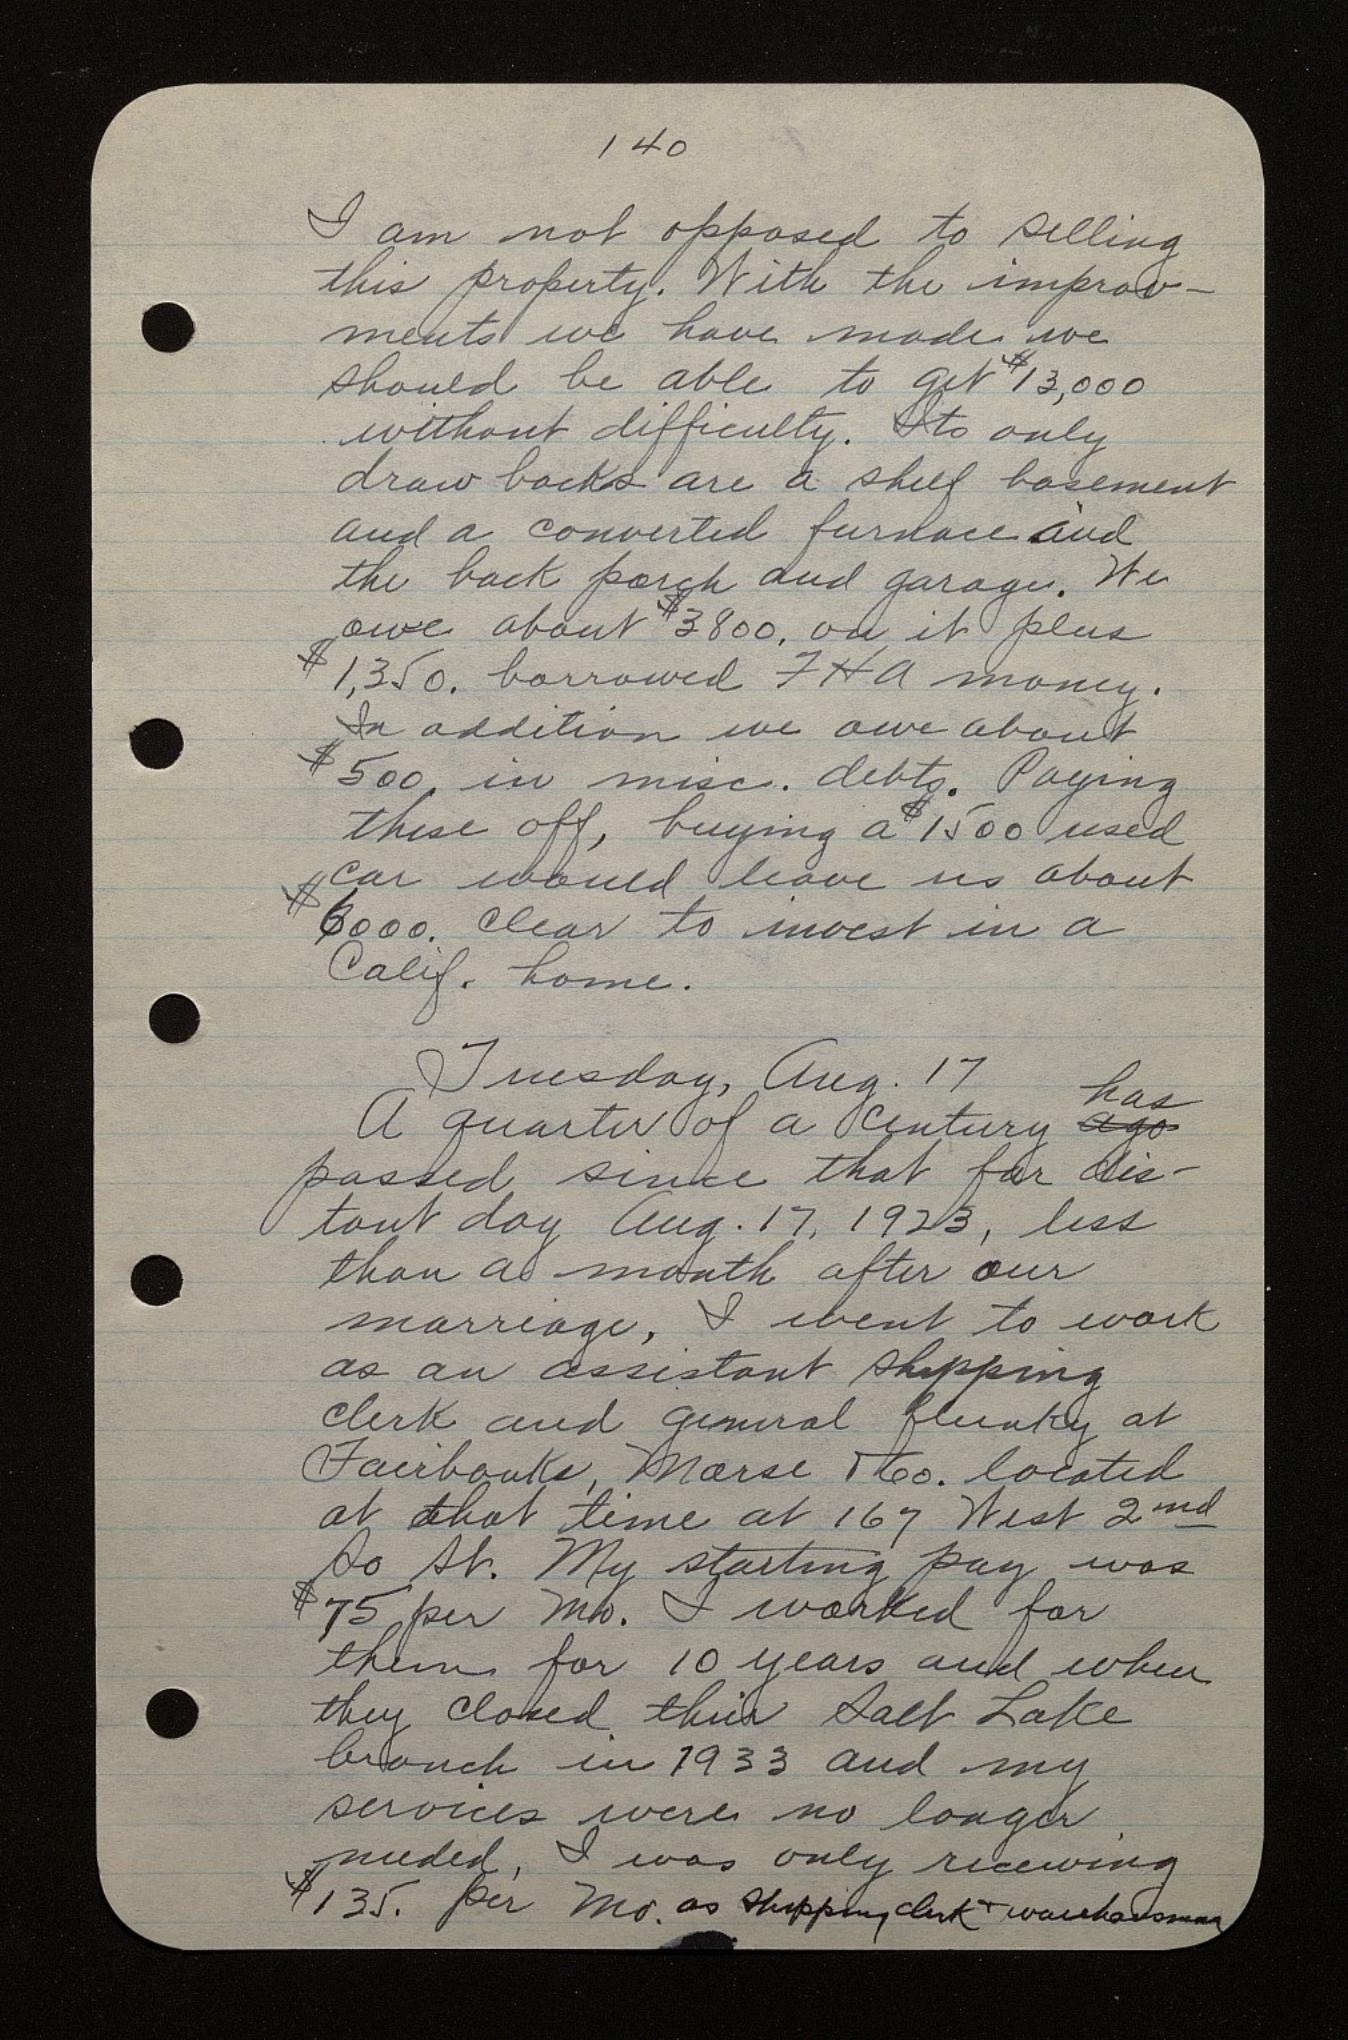 140
I am not opposed to selling
this property. With the improv-
ments we have made we
should be able to get $13,000
without difficulty. Its only
draw backs are a shelf basement
and a converted furnace and
the back porch and garage. We
owe about $3800. on it plus
$1,350. borrowed FHA money.
In addition we owe about
$500. in misc. debts. Paying
these off, buying a $1500 used
car would leave us about
$6000. clear to invest in a
Calif. home.
Tuesday, Aug. 17
A quarter of a century ago has
passed since that far dis-
tant day Aug. 17, 1923, less
than a month after our
marriage, I went to work
as an assistant shipping
clerk and general flunky at
Fairbanks, Morse & Co. located
at that time at 167 West 2nd
So St. My starting pay was
$75 per Mo. I worked for
them for 10 years and when
they closed their Salt Lake
branch in 1933 and my
services were no longer
needed, I was only receiving
$135. per Mo. as shipping clerk & warehouseman